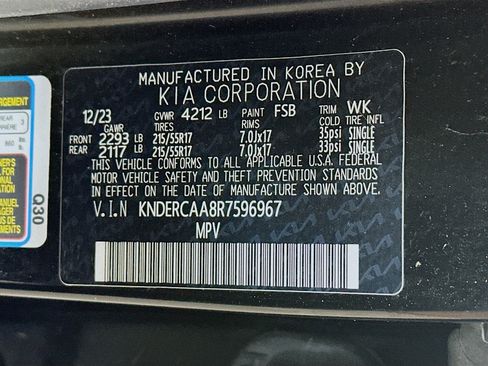 MANUFACTURED IN KOREA BY
KIA CORPORATION
12/23 GVWR 4212 LB PAINT FSB TRIM WK
GAWR TIRES RIMS COLD
FRONT 2293 LB 215/55R17 7.0Jx17 35psi SINGLE
REAR 2117 LB 215/55R17 7.0Jx17 33psi SINGLE
THIS VEHICLE CONFORMS TO ALL APPLICABLE U.S.A. FEDERAL
MOTOR VEHICLE SAFETY AND THEFT PREVENTION STANDARDS
IN EFFECT ON THE DATE OF MANUFACTURE SHOWN ABOVE.
V.I.N KNDERCAA8R7596967
MPV
Q30
REAR 3